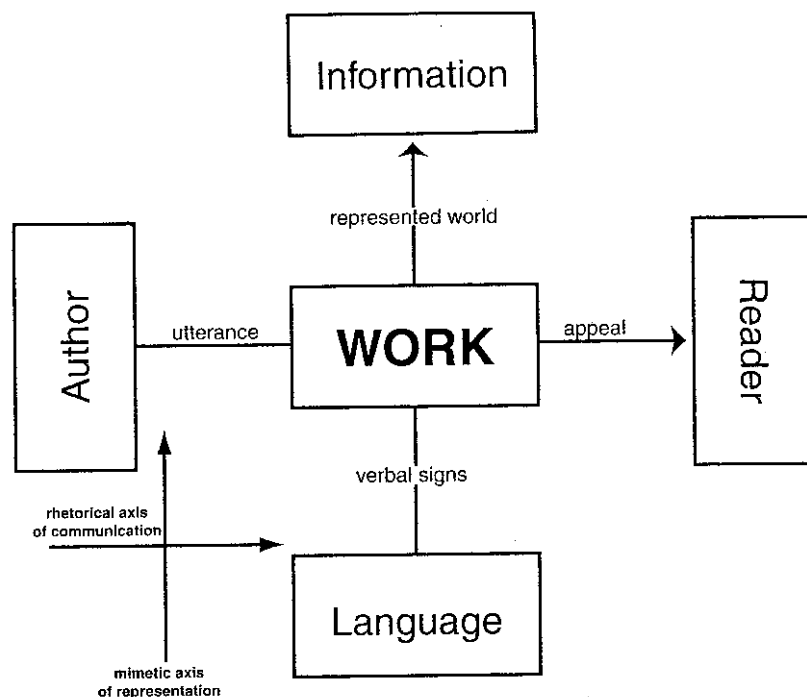 Information
represented world
Author
utterance
WORK
appeal
Reader
verbal signs
rhetorical axis
of communication
Language
mimetic axis
of representation